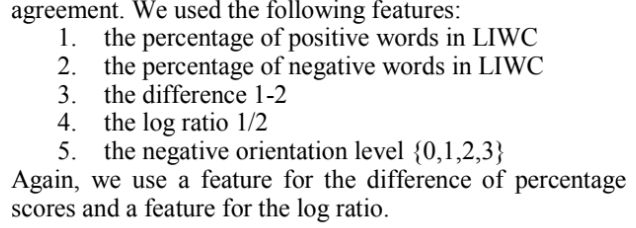 agreement. We used the following features:
1. the percentage of positive words in LIWC
2. the percentage of negative words in LIWC
3. the difference 1-2
4. the log ratio 1/2
5. the negative orientation level {0,1,2,3}
Again, we use a feature for the difference of percentage
scores and a feature for the log ratio.